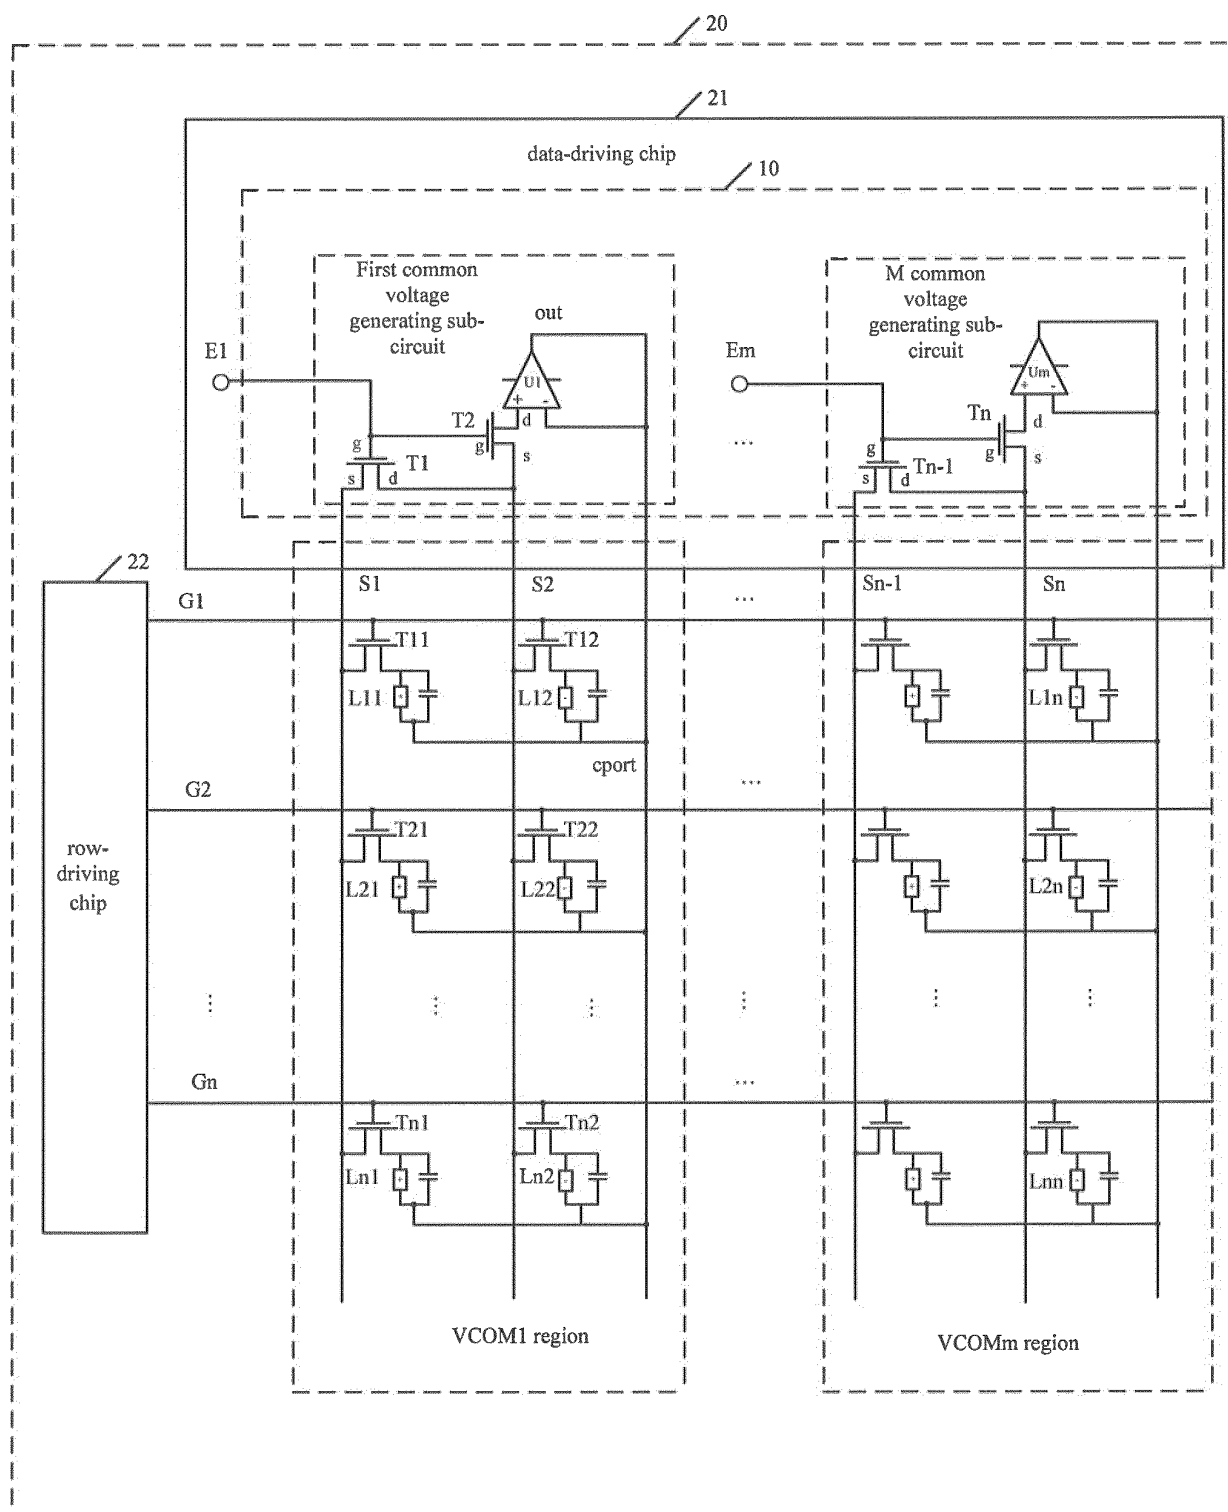 20
21
data-driving chip
10
First common
voltage
generating sub-
circuit
M common
voltage
generating sub-
circuit
out
E1
Em
U1
Um
+ -
+ -
T2
d
Tn
d
g
g
s
...
g
g
s
T1
Tn-1
s d
s d
22
S1
S2
Sn-1
Sn
G1
...
T11
T12
L11
+
L12
-
+
L1n
-
cport
G2
...
T21
T22
row-
driving
chip
L21
+
L22
-
+
L2n
-
...
...
...
...
...
...
Gn
...
Tn1
Tn2
Ln1
+
Ln2
-
+
Lnn
-
VCOM1 region
VCOMm region